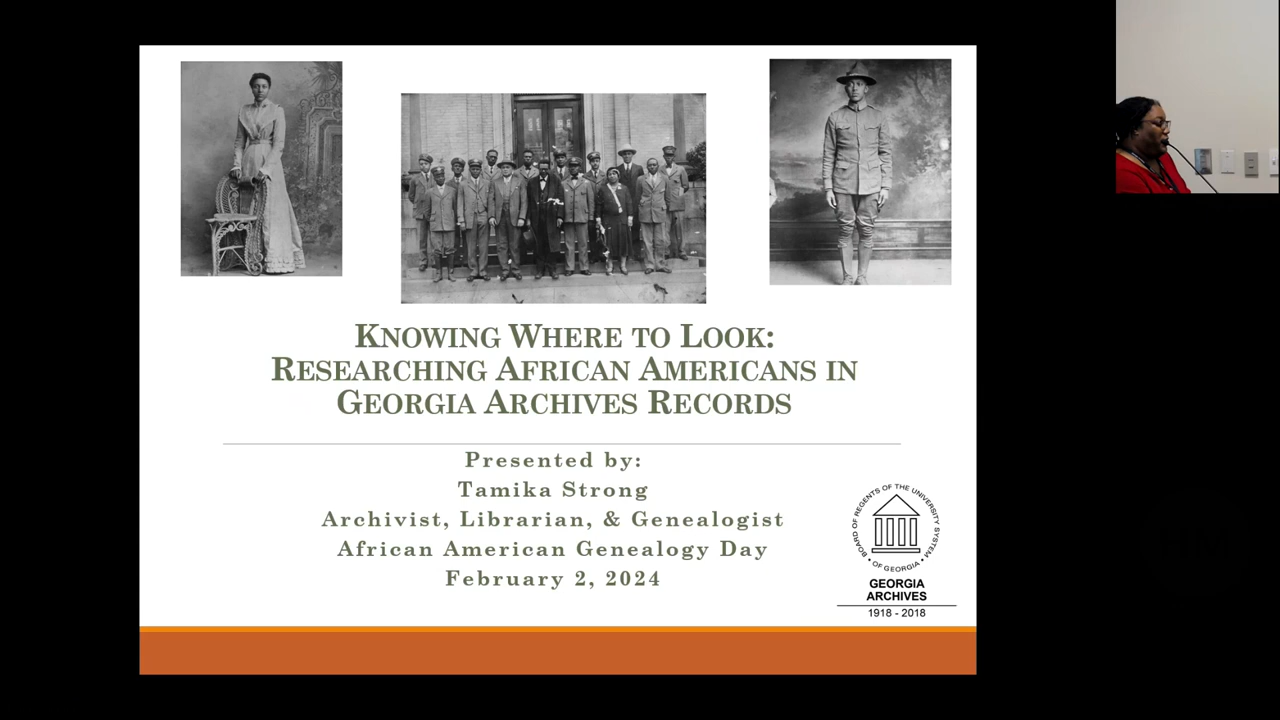 KNOWING WHERE TO LOOK:
RESEARCHING AFRICAN AMERICANS IN
GEORGIA ARCHIVES RECORDS
Presented by:
Tamika Strong
Archivist, Librarian, & Genealogist
African American Genealogy Day
February 2, 2024
BOARD OF REGENTS OF THE UNIVERSITY SYSTEM
• OF GEORGIA •
GEORGIA
ARCHIVES
1918 - 2018
HM